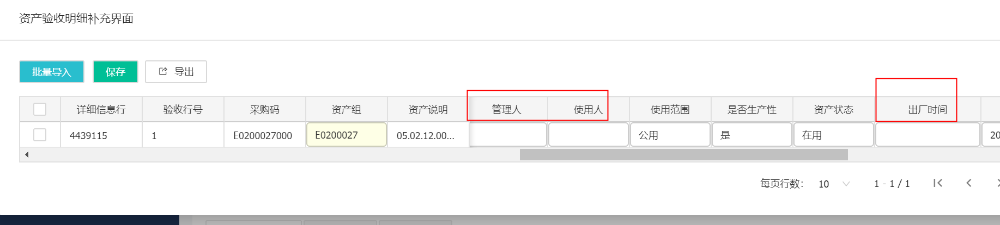 资产验收明细补充界面
批量导入 保存 导出
详细信息行 验收行号 采购码 资产组 资产说明 管理人 使用人 使用范围 是否生产性 资产状态 出厂时间
4439115 1 E0200027000 E0200027 05.02.12.00... 公用 是 在用 20
每页行数: 10 1 - 1 / 1